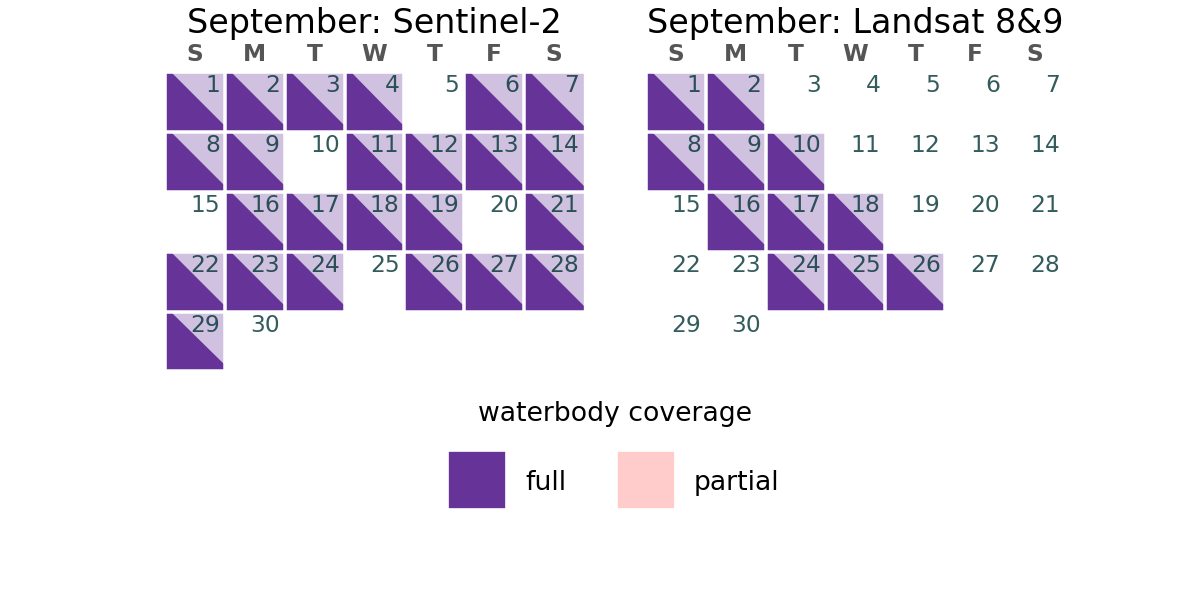 September: Sentinel-2
S M T W T F S
1 2 3 4 5 6 7
8 9 10 11 12 13 14
15 16 17 18 19 20 21
22 23 24 25 26 27 28
29 30
September: Landsat 8&9
S M T W T F S
1 2 3 4 5 6 7
8 9 10 11 12 13 14
15 16 17 18 19 20 21
22 23 24 25 26 27 28
29 30
waterbody coverage
full partial